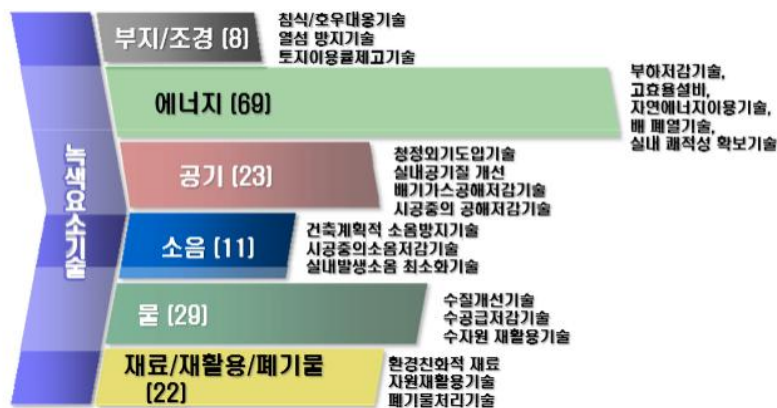 녹색요소기술
부지/조경 (8)
침식/호우대응기술
열섬 방지기술
토지이용률제고기술
에너지 (69)
부하저감기술,
고효율설비,
자연에너지이용기술,
배 폐열기술,
실내 쾌적성 확보기술
공기 (23)
청정외기도입기술
실내공기질 개선
배기가스공해저감기술
시공중의 공해저감기술
소음 (11)
건축계획적 소음방지기술
시공중의소음저감기술
실내발생소음 최소화기술
물 (29)
수질개선기술
수공급저감기술
수자원 재활용기술
재료/재활용/폐기물
(22)
환경친화적 재료
자원재활용기술
폐기물처리기술